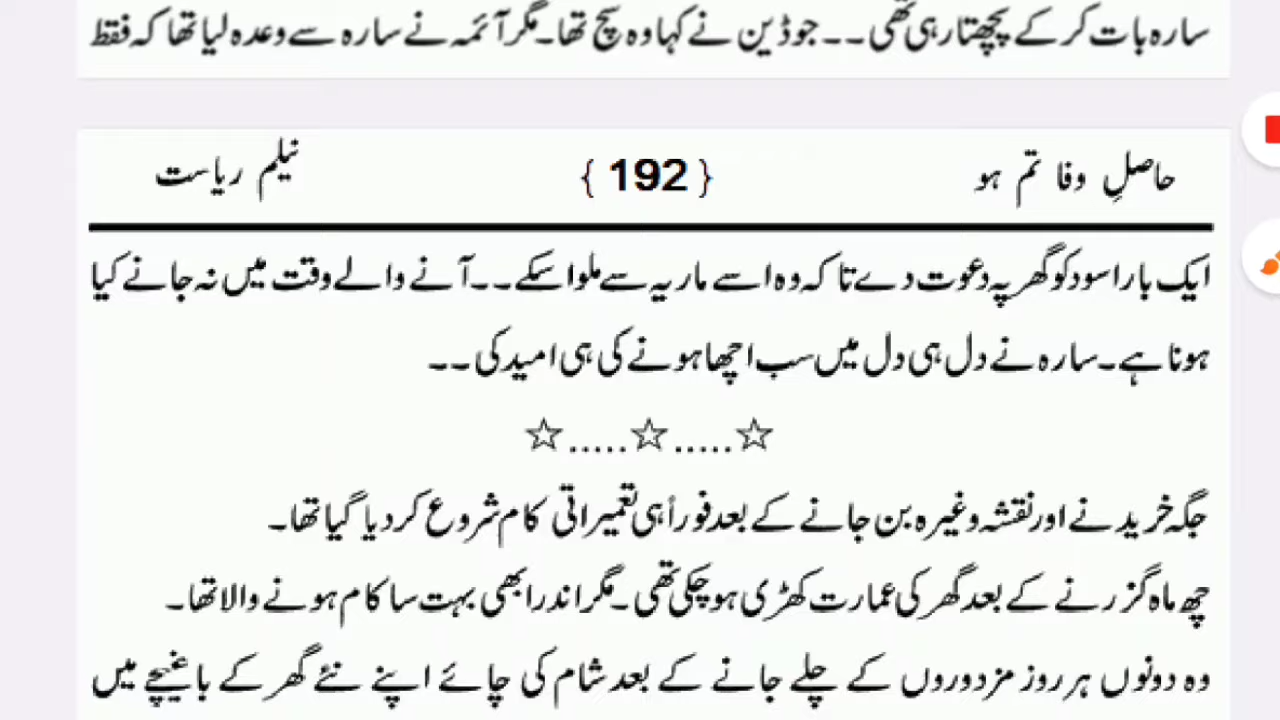 سارہ بات کر کے پچھتا رہی تھی۔۔ جو ڈین نے کہا وہ سچ تھا۔ مگر آئمہ نے سارہ سے وعدہ لیا تھا کہ فقط
حاصلِ وفا تم ہو { 192 } نیلم ریاست
ایک بار اسود کو گھر پہ دعوت دے تا کہ وہ اسے ماریہ سے ملوا سکے۔۔ آنے والے وقت میں نہ جانے کیا
ہونا ہے۔ سارہ نے دل ہی دل میں سب اچھا ہونے کی ہی امید کی۔۔
☆.....☆.....☆
جگہ خریدنے اور نقشہ وغیرہ بن جانے کے بعد فوراً ہی تعمیراتی کام شروع کر دیا گیا تھا۔
چھ ماہ گزرنے کے بعد گھر کی عمارت کھڑی ہو چکی تھی۔ مگر اندر ابھی بہت سا کام ہونے والا تھا۔
وہ دونوں ہر روز مزدوروں کے چلے جانے کے بعد شام کی چائے اپنے نئے گھر کے باغیچے میں